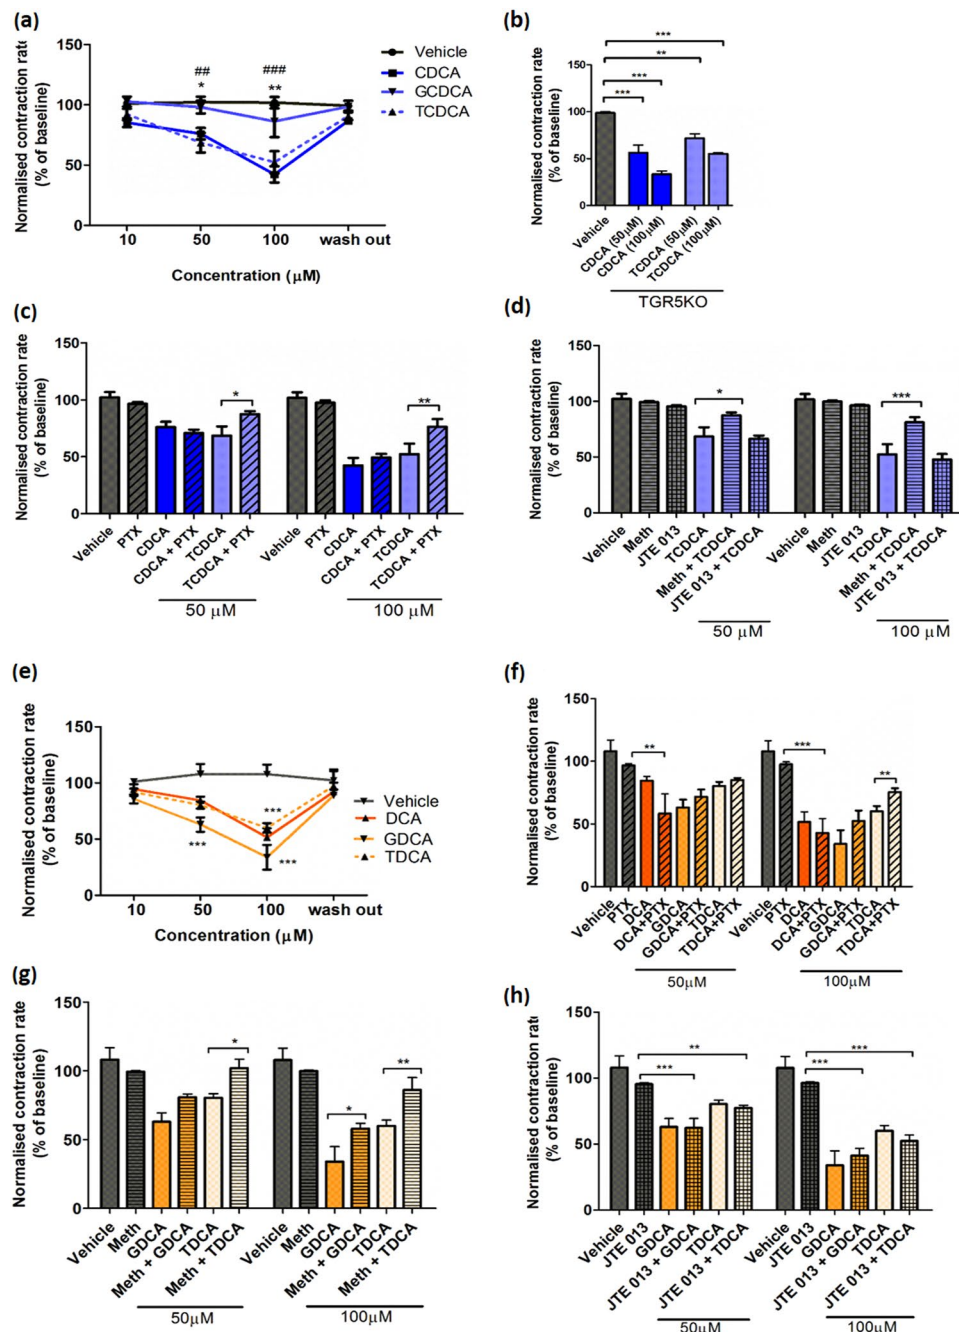 (a)
Normalised contraction rate
(% of baseline)
150
100
50
0
##
*
###
**
Vehicle
CDCA
GCDCA
TCDCA
10 50 100 wash out
Concentration (µM)
(b)
Normalised contraction rate
(% of baseline)
150
100
50
0
***
**
***
***
Vehicle
CDCA (50µM)
CDCA (100µM)
TCDCA (50µM)
TCDCA (100µM)
TGR5KO
(c)
Normalised contraction rate
(% of baseline)
150
100
50
0
*
**
Vehicle
PTX
CDCA
CDCA + PTX
TCDCA
TCDCA + PTX
Vehicle
PTX
CDCA
CDCA + PTX
TCDCA
TCDCA + PTX
50 µM
100 µM
(d)
Normalised contraction rate
(% of baseline)
150
100
50
0
*
***
Vehicle
Meth
JTE 013
TCDCA
Meth + TCDCA
JTE 013 + TCDCA
Vehicle
Meth
JTE 013
TCDCA
Meth + TCDCA
JTE 013 + TCDCA
50 µM
100 µM
(e)
Normalised contraction rate
(% of baseline)
150
100
50
0
***
***
***
Vehicle
DCA
GDCA
TDCA
10 50 100 wash out
Concentration (µM)
(f)
Normalised contraction rate
(% of baseline)
150
100
50
0
**
***
**
Vehicle
PTX
DCA
DCA+PTX
GDCA
GDCA+PTX
TDCA
TDCA+PTX
Vehicle
PTX
DCA
DCA+PTX
GDCA
GDCA+PTX
TDCA
TDCA+PTX
50µM
100µM
(g)
Normalised contraction rate
(% of baseline)
150
100
50
0
*
*
**
Vehicle
Meth
GDCA
Meth + GDCA
TDCA
Meth + TDCA
Vehicle
Meth
GDCA
Meth + GDCA
TDCA
Meth + TDCA
50µM
100µM
(h)
Normalised contraction rate
(% of baseline)
150
100
50
0
**
***
***
***
Vehicle
JTE 013
GDCA
JTE 013 + GDCA
TDCA
JTE 013 + TDCA
Vehicle
JTE 013
GDCA
JTE 013 + GDCA
TDCA
JTE 013 + TDCA
50µM
100µM